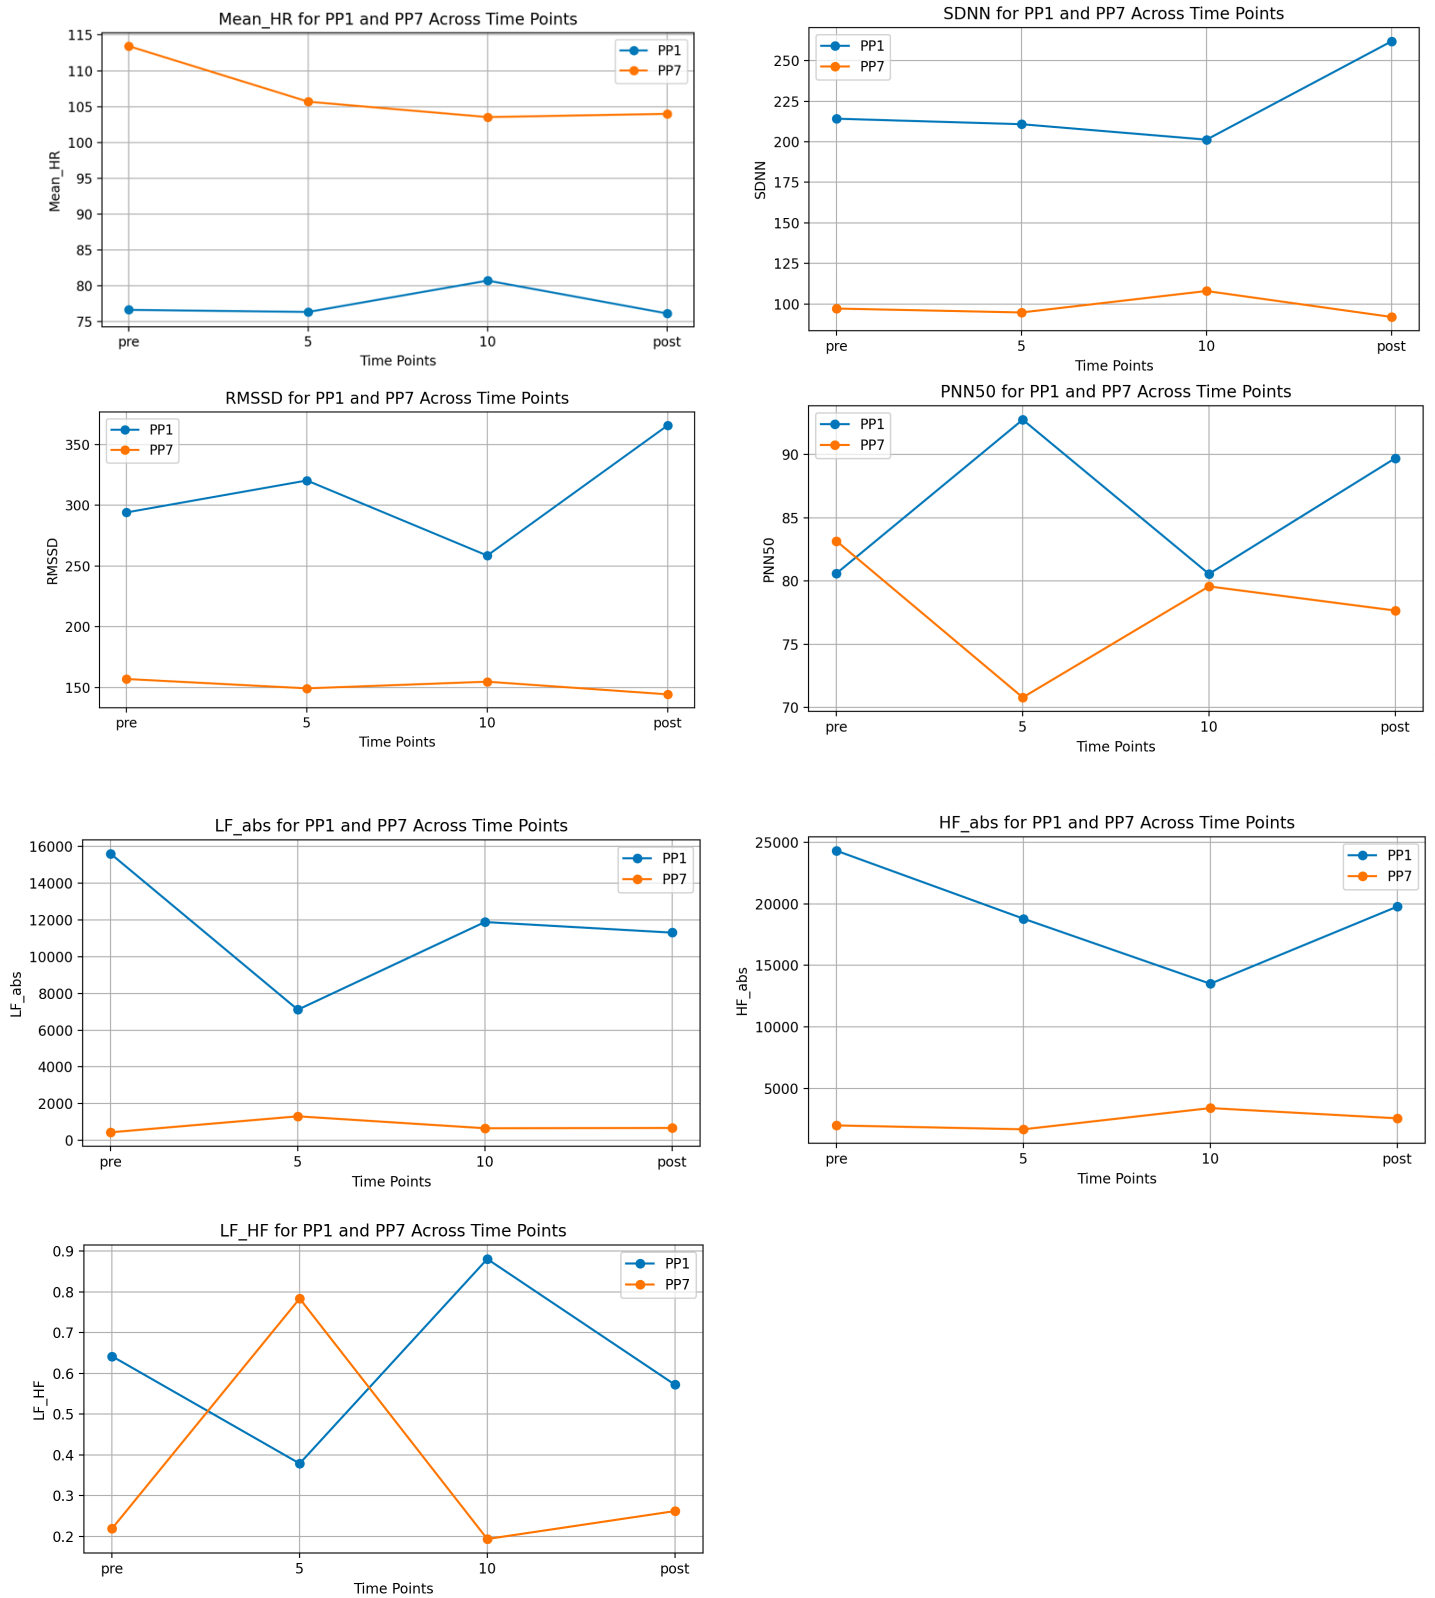 Mean_HR for PP1 and PP7 Across Time Points
115
110
105
100
95
90
85
80
75
Mean_HR
PP1
PP7
pre 5 10 post
Time Points
SDNN for PP1 and PP7 Across Time Points
250
225
200
175
150
125
100
SDNN
PP1
PP7
pre 5 10 post
Time Points
RMSSD for PP1 and PP7 Across Time Points
350
300
250
200
150
RMSSD
PP1
PP7
pre 5 10 post
Time Points
PNN50 for PP1 and PP7 Across Time Points
90
85
80
75
70
PNN50
PP1
PP7
pre 5 10 post
Time Points
LF_abs for PP1 and PP7 Across Time Points
16000
14000
12000
10000
8000
6000
4000
2000
0
LF_abs
PP1
PP7
pre 5 10 post
Time Points
HF_abs for PP1 and PP7 Across Time Points
25000
20000
15000
10000
5000
HF_abs
PP1
PP7
pre 5 10 post
Time Points
LF_HF for PP1 and PP7 Across Time Points
0.9
0.8
0.7
0.6
0.5
0.4
0.3
0.2
LF_HF
PP1
PP7
pre 5 10 post
Time Points